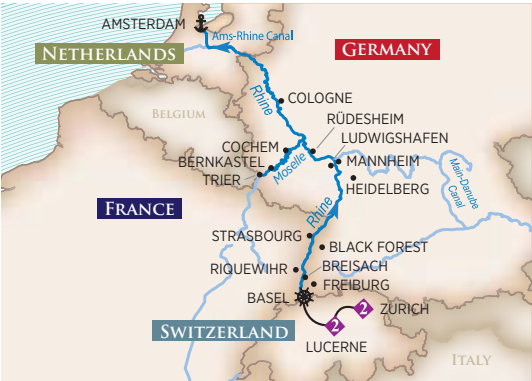 AMSTERDAM
Ams-Rhine Canal
NETHERLANDS
GERMANY
Rhine
COLOGNE
BELGIUM
RÜDESHEIM
LUDWIGSHAFEN
COCHEM
BERNKASTEL
MANNHEIM
TRIER
Moselle
HEIDELBERG
Main-Danube
Canal
FRANCE
Rhine
STRASBOURG
BLACK FOREST
RIQUEWIHR
BREISACH
FREIBURG
BASEL
2
ZURICH
2
SWITZERLAND
LUCERNE
ITALY